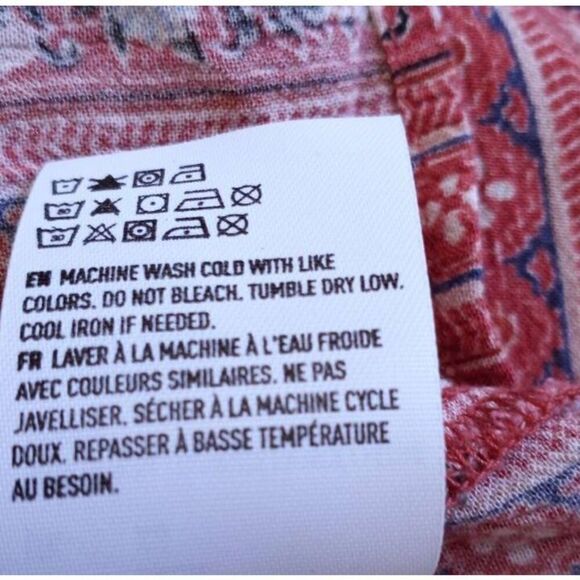 EN MACHINE WASH COLD WITH LIKE
COLORS. DO NOT BLEACH. TUMBLE DRY LOW.
COOL IRON IF NEEDED.
FR LAVER À LA MACHINE À L'EAU FROIDE
AVEC COULEURS SIMILAIRES. NE PAS
JAVELLISER. SÉCHER À LA MACHINE CYCLE
DOUX. REPASSER À BASSE TEMPÉRATURE
AU BESOIN.